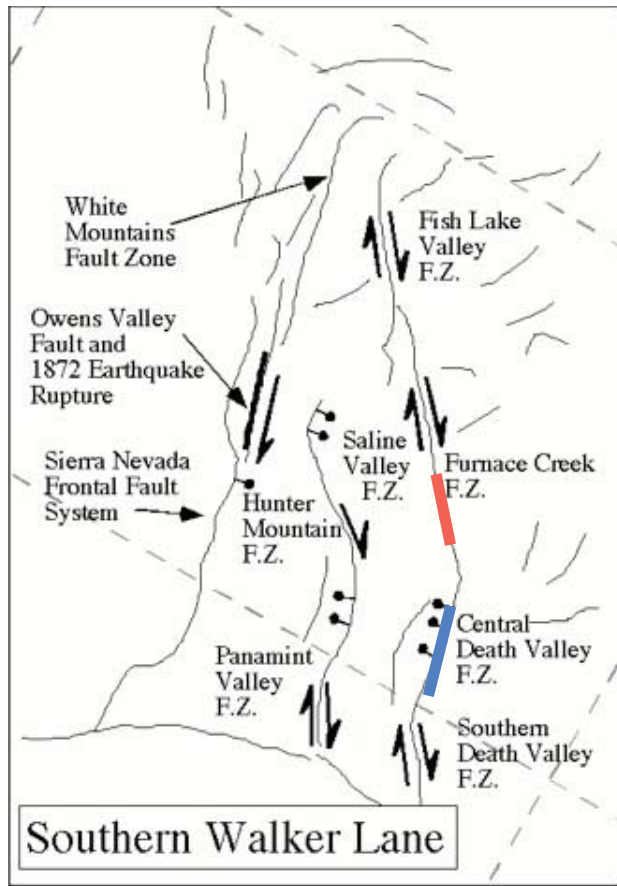 White
Mountains
Fault Zone
Fish Lake
Valley
F.Z.
Owens Valley
Fault and
1872 Earthquake
Rupture
Saline
Valley
F.Z.
Furnace Creek
F.Z.
Sierra Nevada
Frontal Fault
System
Hunter
Mountain
F.Z.
Panamint
Valley
F.Z.
Central
Death Valley
F.Z.
Southern
Death Valley
F.Z.
Southern Walker Lane